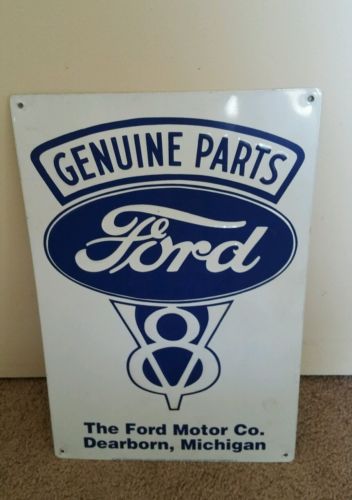 GENUINE PARTS
Ford
V8
The Ford Motor Co.
Dearborn, Michigan